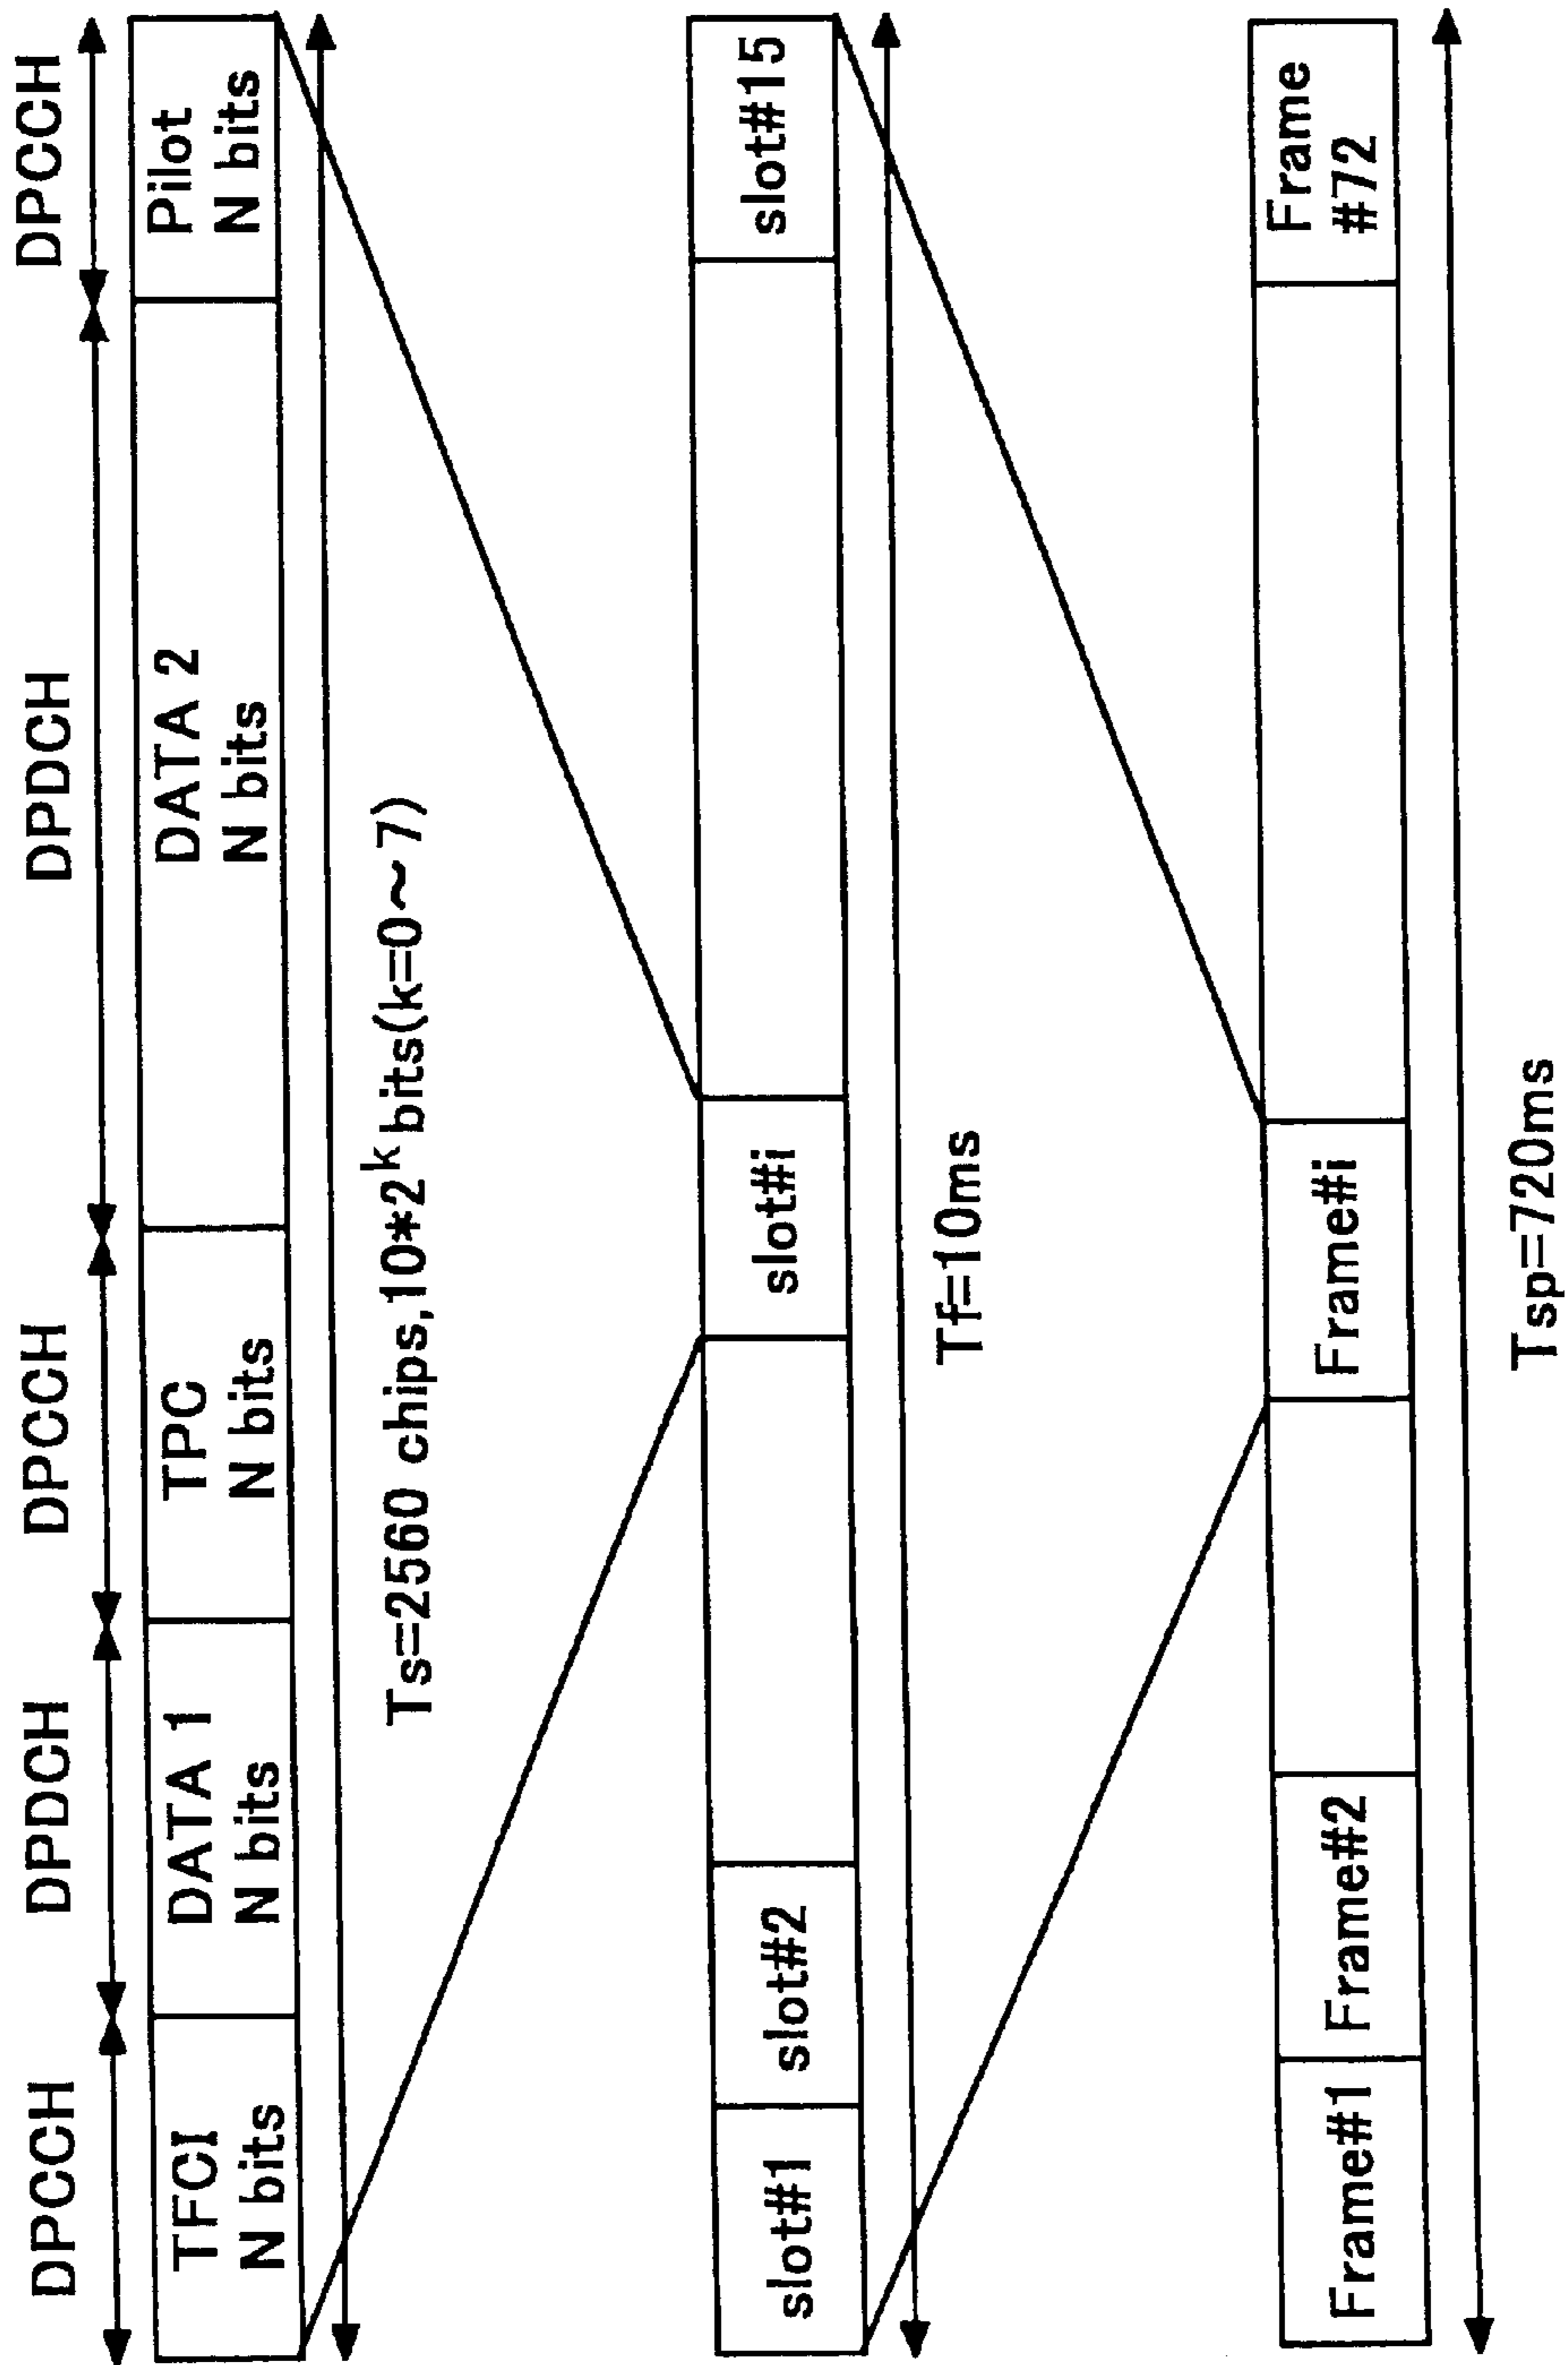 DPCCH
DPDCH
DPCCH
DPDCH
DPCCH
TFCI
N bits
DATA 1
N bits
TPC
N bits
DATA 2
N bits
Pilot
N bits
Ts=2560 chips,10*2^k bits(k=0~7)
slot#1
slot#2
slot#i
slot#15
Tf=10ms
Frame#1
Frame#2
Frame#i
Frame
#72
Tsp=720ms